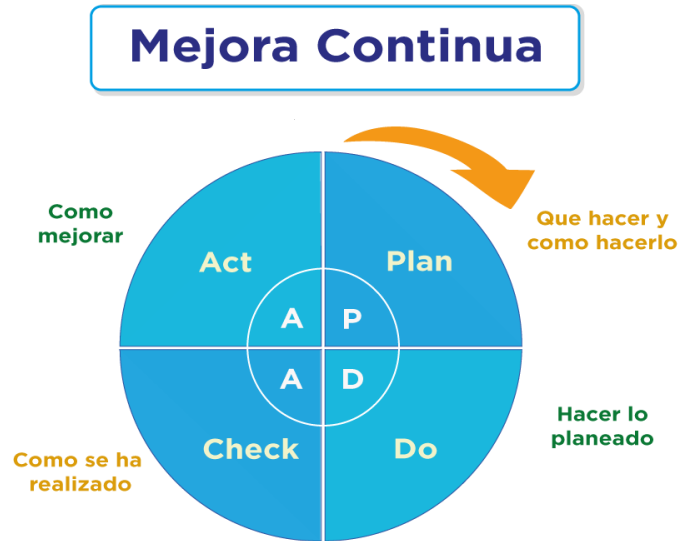 Mejora Continua
Como
mejorar
Que hacer y
como hacerlo
Act
Plan
A
P
A
D
Check
Do
Hacer lo
planeado
Como se ha
realizado